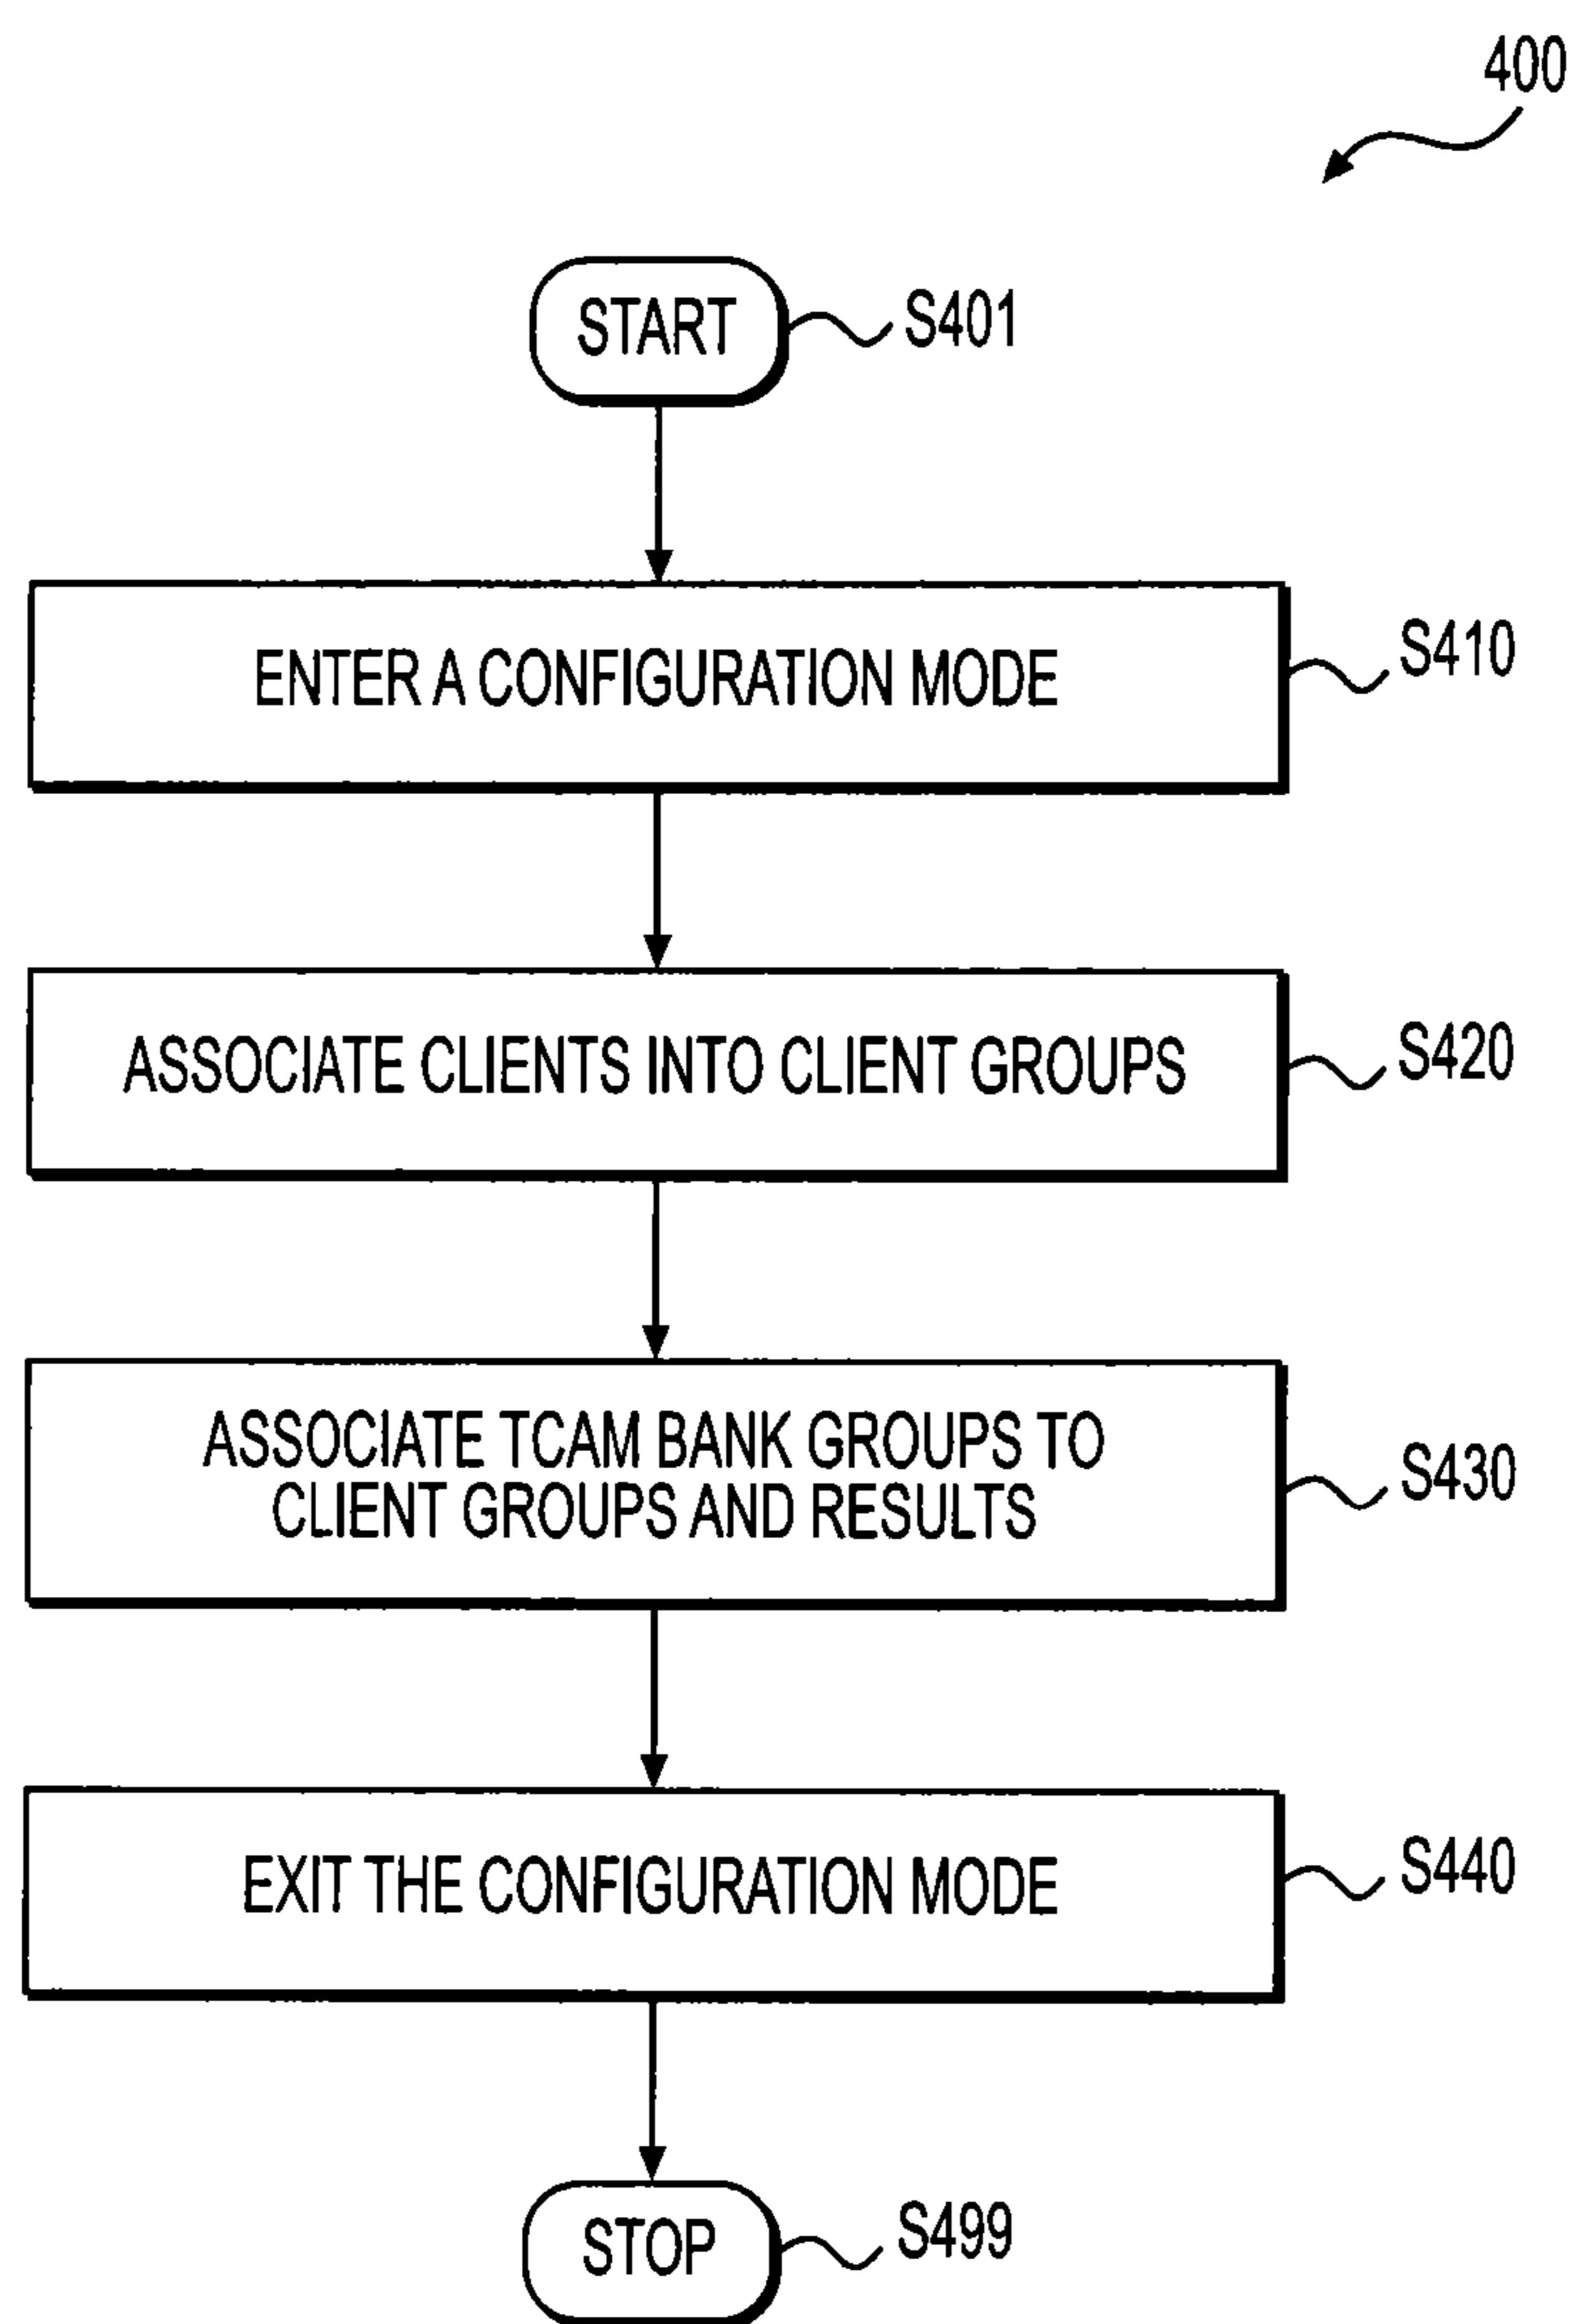 400
START
S401
ENTER A CONFIGURATION MODE
S410
ASSOCIATE CLIENTS INTO CLIENT GROUPS
S420
ASSOCIATE TCAM BANK GROUPS TO
CLIENT GROUPS AND RESULTS
S430
EXIT THE CONFIGURATION MODE
S440
STOP
S499